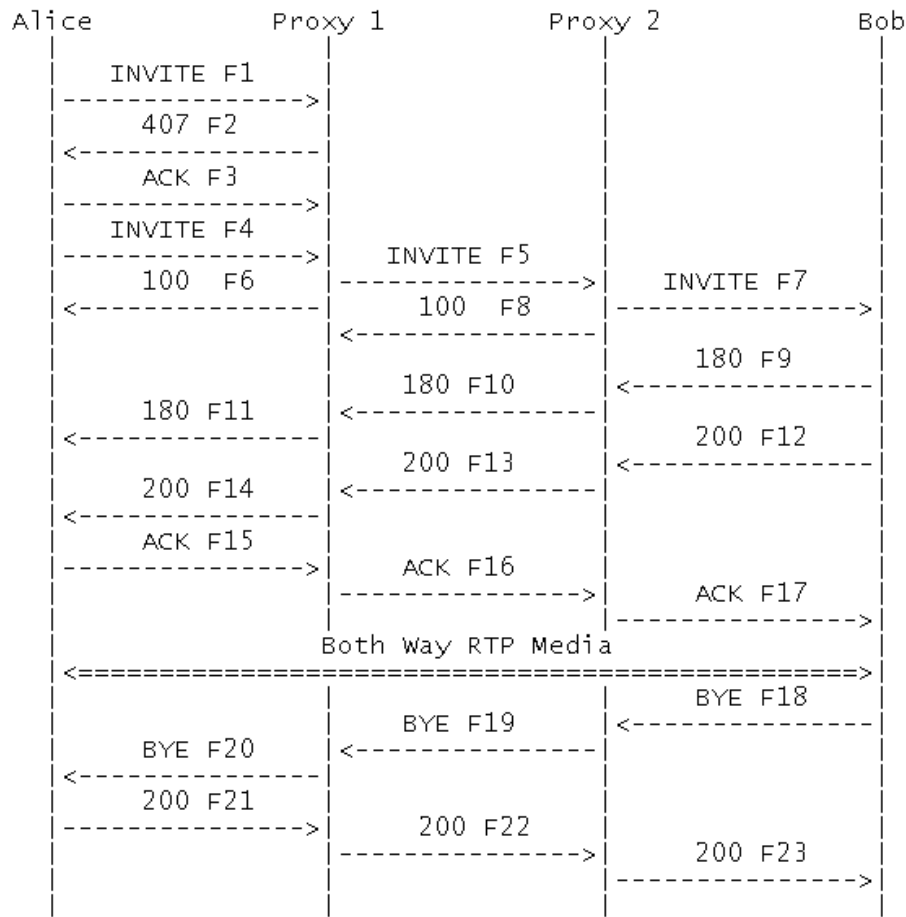 Alice Proxy 1 Proxy 2 Bob
INVITE F1
407 F2
ACK F3
INVITE F4
INVITE F5
100 F6
INVITE F7
100 F8
180 F9
180 F10
180 F11
200 F12
200 F13
200 F14
ACK F15
ACK F16
ACK F17
Both Way RTP Media
BYE F18
BYE F19
BYE F20
200 F21
200 F22
200 F23